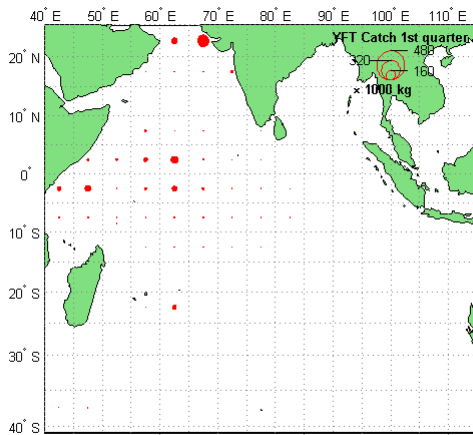 40° E 50° E 60° E 70° E 80° E 90° E 100° E 110° E
YFT Catch 1st quarter
480
320
160
× 1000 kg
20° N
10° N
0°
10° S
20° S
30° S
40° S